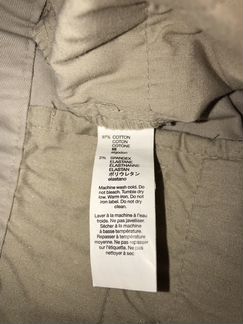 97% COTTON
COTON
COTONE
綿
algodon
3% SPANDEX
ELASTANE
ELASTHANNE
ELASTAN
ポリウレタン
elastano
Machine wash cold. Do
not bleach. Tumble dry
low. Warm iron. Do not
iron label. Do not dry
clean.
Laver à la machine à l'eau
froide. Ne pas javelliser.
Sécher à la machine
à basse température.
Repasser à température
moyenne. Ne pas repasser
l'étiquette. Ne pas
nettoyer à sec